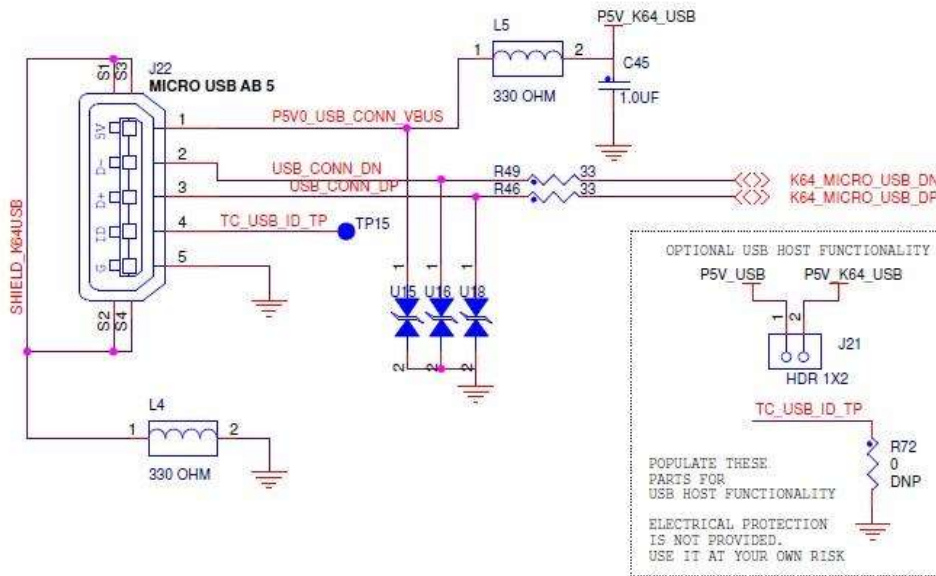 P5V_K64_USB
L5
1
2
330 OHM
C45
1.0UF
J22
MICRO USB AB 5
S1
S3
5V
D-
D+
ID
G
1
2
3
4
5
P5V0_USB_CONN_VBUS
USB_CONN_DN
USB_CONN_DP
TC_USB_ID_TP
TP15
R49
33
R46
33
K64_MICRO_USB_DN
K64_MICRO_USB_DP
SHIELD_K64USB
S2
S4
1
1
1
U15
U16
U18
2
2
2
L4
1
2
330 OHM
OPTIONAL USB HOST FUNCTIONALITY
P5V_USB
P5V_K64_USB
1
2
J21
HDR 1X2
TC_USB_ID_TP
R72
0
DNP
POPULATE THESE
PARTS FOR
USB HOST FUNCTIONALITY
ELECTRICAL PROTECTION
IS NOT PROVIDED.
USE IT AT YOUR OWN RISK